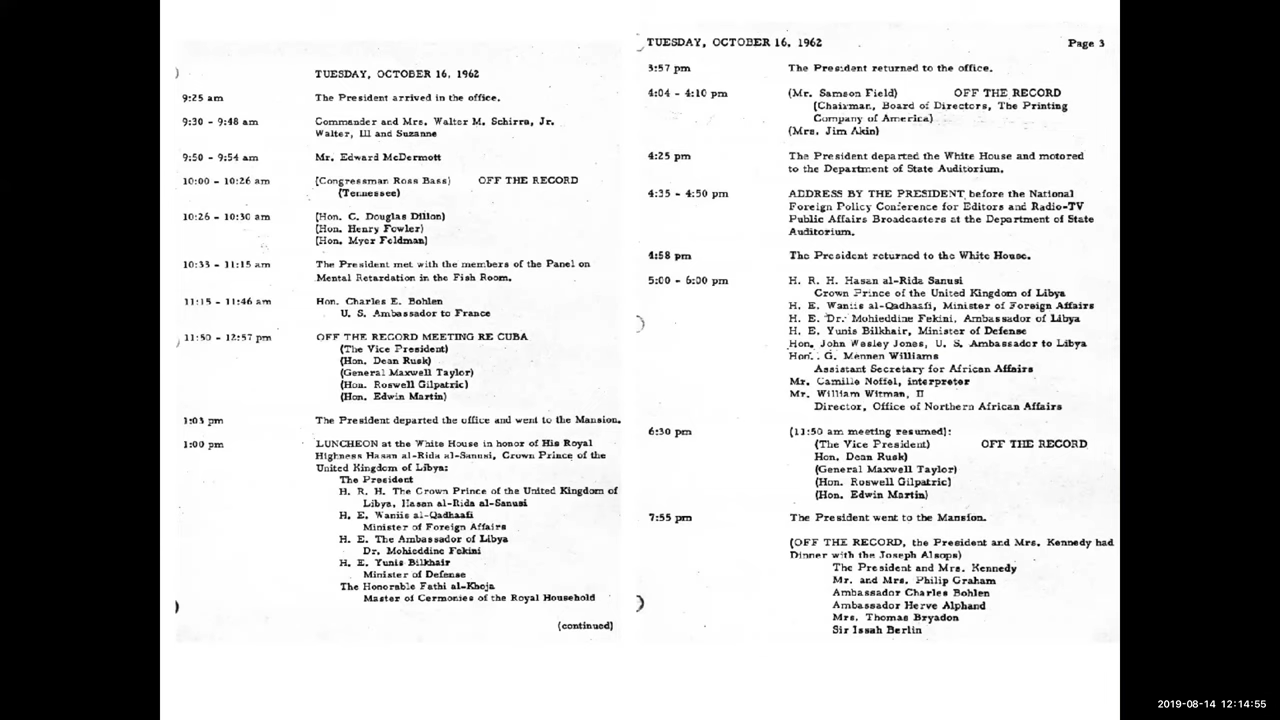 TUESDAY, OCTOBER 16, 1962
9:25 am The President arrived in the office.
9:30 - 9:48 am Commander and Mrs. Walter M. Schirra, Jr.
Walter, III and Suzanne
9:50 - 9:54 am Mr. Edward McDermott
10:00 - 10:26 am (Congressman Ross Bass) OFF THE RECORD
(Tennessee)
10:26 - 10:30 am (Hon. C. Douglas Dillon)
(Hon. Henry Fowler)
(Hon. Myer Feldman)
10:33 - 11:15 am The President met with the members of the Panel on
Mental Retardation in the Fish Room.
11:15 - 11:46 am Hon. Charles E. Bohlen
U. S. Ambassador to France
11:50 - 12:57 pm OFF THE RECORD MEETING RE CUBA
(The Vice President)
(Hon. Dean Rusk)
(General Maxwell Taylor)
(Hon. Roswell Gilpatric)
(Hon. Edwin Martin)
1:03 pm The President departed the office and went to the Mansion.
1:00 pm LUNCHEON at the White House in honor of His Royal
Highness Hasan al-Rida al-Sanusi, Crown Prince of the
United Kingdom of Libya:
The President
H. R. H. The Crown Prince of the United Kingdom of
Libya, Hasan al-Rida al-Sanusi
H. E. Waniis al-Qadhaafi
Minister of Foreign Affairs
H. E. The Ambassador of Libya
Dr. Mohieddine Fekini
H. E. Yunis Bilkhair
Minister of Defense
The Honorable Fathi al-Khoja
Master of Cermonies of the Royal Household
(continued)
TUESDAY, OCTOBER 16, 1962 Page 3
3:57 pm The President returned to the office.
4:04 - 4:10 pm (Mr. Samson Field) OFF THE RECORD
(Chairman, Board of Directors, The Printing
Company of America)
(Mrs. Jim Akin)
4:25 pm The President departed the White House and motored
to the Department of State Auditorium.
4:35 - 4:50 pm ADDRESS BY THE PRESIDENT before the National
Foreign Policy Conference for Editors and Radio-TV
Public Affairs Broadcasters at the Department of State
Auditorium.
4:58 pm The President returned to the White House.
5:00 - 6:00 pm H. R. H. Hasan al-Rida Sanusi
Crown Prince of the United Kingdom of Libya
H. E. Waniis al-Qadhaafi, Minister of Foreign Affairs
H. E. Dr. Mohieddine Fekini, Ambassador of Libya
H. E. Yunis Bilkhair, Minister of Defense
Hon. John Wesley Jones, U. S. Ambassador to Libya
Hon. G. Mennen Williams
Assistant Secretary for African Affairs
Mr. Camille Noffel, interpreter
Mr. William Witman, II
Director, Office of Northern African Affairs
6:30 pm (11:50 am meeting resumed):
(The Vice President) OFF THE RECORD
Hon. Dean Rusk)
(General Maxwell Taylor)
(Hon. Roswell Gilpatric)
(Hon. Edwin Martin)
7:55 pm The President went to the Mansion.
(OFF THE RECORD, the President and Mrs. Kennedy had
Dinner with the Joseph Alsops)
The President and Mrs. Kennedy
Mr. and Mrs. Philip Graham
Ambassador Charles Bohlen
Ambassador Herve Alphand
Mrs. Thomas Bryadon
Sir Issah Berlin
2019-08-14 12:14:55